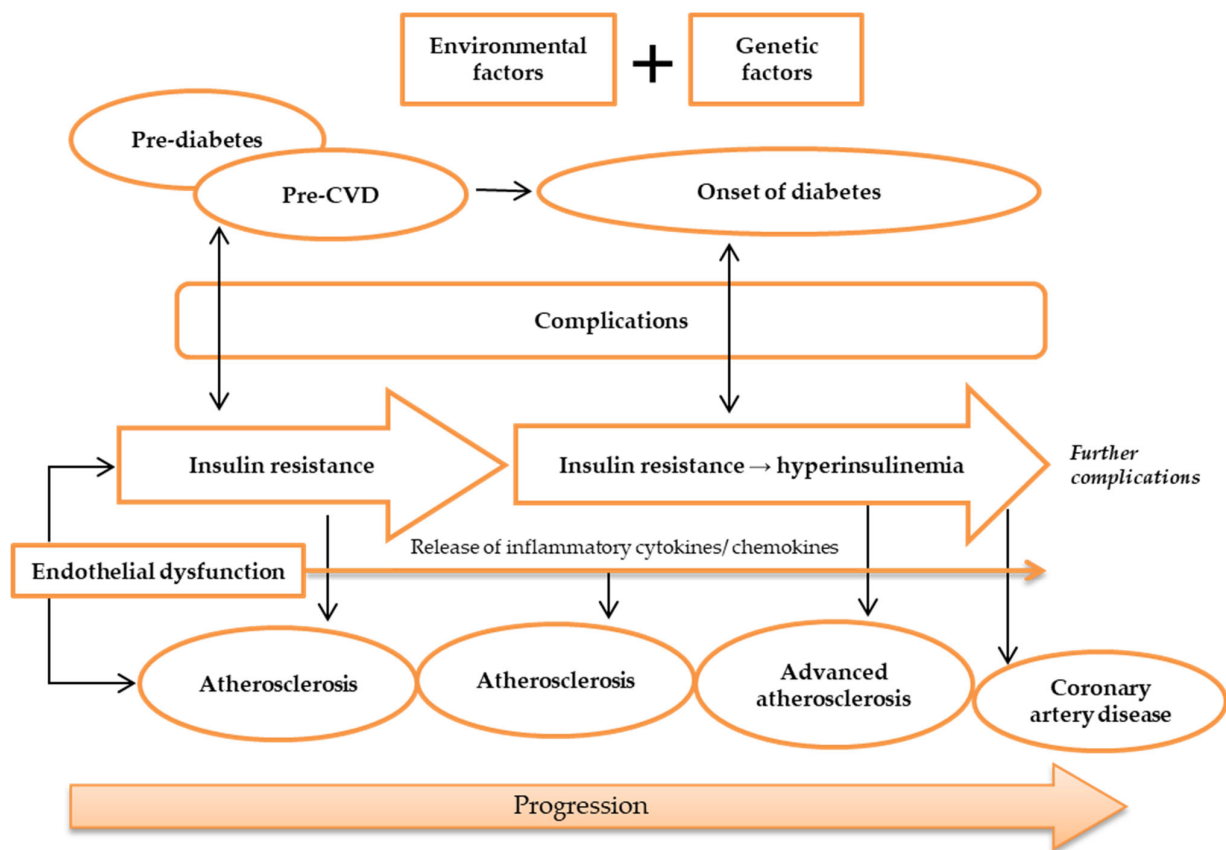 Environmental
factors
+
Genetic
factors
Pre-diabetes
Pre-CVD
Onset of diabetes
Complications
Insulin resistance
Insulin resistance → hyperinsulinemia
Further
complications
Release of inflammatory cytokines/ chemokines
Endothelial dysfunction
Atherosclerosis
Atherosclerosis
Advanced
atherosclerosis
Coronary
artery disease
Progression